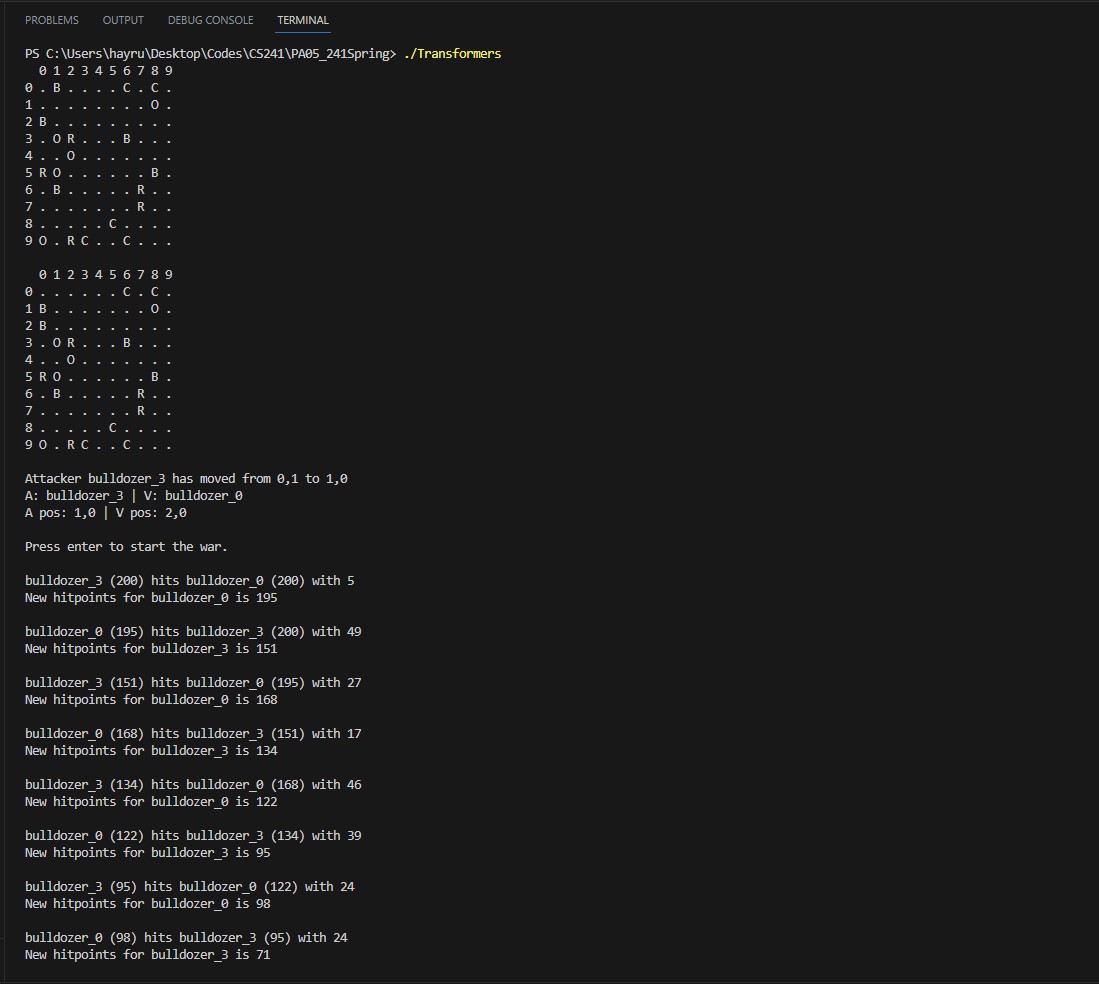 PROBLEMS OUTPUT DEBUG CONSOLE TERMINAL
PS C:\Users\hayru\Desktop\Codes\CS241\PA05_241Spring> ./Transformers
  0 1 2 3 4 5 6 7 8 9
0 . B . . . . C . C .
1 . . . . . . . . O .
2 B . . . . . . . . .
3 . O R . . . B . . .
4 . . O . . . . . . .
5 R O . . . . . . B .
6 . B . . . . . R . .
7 . . . . . . . R . .
8 . . . . . C . . . .
9 O . R C . . C . . .
  0 1 2 3 4 5 6 7 8 9
0 . . . . . . C . C .
1 B . . . . . . . O .
2 B . . . . . . . . .
3 . O R . . . B . . .
4 . . O . . . . . . .
5 R O . . . . . . B .
6 . B . . . . . R . .
7 . . . . . . . R . .
8 . . . . . C . . . .
9 O . R C . . C . . .
Attacker bulldozer_3 has moved from 0,1 to 1,0
A: bulldozer_3 | V: bulldozer_0
A pos: 1,0 | V pos: 2,0
Press enter to start the war.
bulldozer_3 (200) hits bulldozer_0 (200) with 5
New hitpoints for bulldozer_0 is 195
bulldozer_0 (195) hits bulldozer_3 (200) with 49
New hitpoints for bulldozer_3 is 151
bulldozer_3 (151) hits bulldozer_0 (195) with 27
New hitpoints for bulldozer_0 is 168
bulldozer_0 (168) hits bulldozer_3 (151) with 17
New hitpoints for bulldozer_3 is 134
bulldozer_3 (134) hits bulldozer_0 (168) with 46
New hitpoints for bulldozer_0 is 122
bulldozer_0 (122) hits bulldozer_3 (134) with 39
New hitpoints for bulldozer_3 is 95
bulldozer_3 (95) hits bulldozer_0 (122) with 24
New hitpoints for bulldozer_0 is 98
bulldozer_0 (98) hits bulldozer_3 (95) with 24
New hitpoints for bulldozer_3 is 71